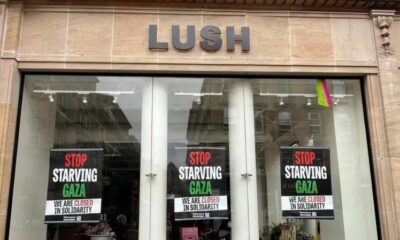 LUSH
STOP
STARVING
GAZA
WE ARE CLOSED
IN SOLIDARITY
STOP
STARVING
GAZA
WE ARE CLOSED
IN SOLIDARITY
STOP
STARVING
GAZA
WE ARE CLOSED
IN SOLIDARITY